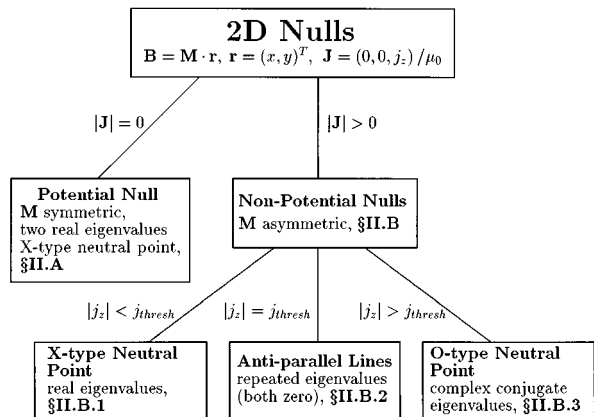 2D Nulls
B = M · r, r = (x, y)^T, J = (0, 0, j_z) /μ_0
|J| = 0
|J| > 0
Potential Null
M symmetric,
two real eigenvalues
X-type neutral point,
§II.A
Non-Potential Nulls
M asymmetric, §II.B
|j_z| < j_thresh
|j_z| = j_thresh
|j_z| > j_thresh
X-type Neutral
Point
real eigenvalues,
§II.B.1
Anti-parallel Lines
repeated eigenvalues
(both zero), §II.B.2
O-type Neutral
Point
complex conjugate
eigenvalues, §II.B.3